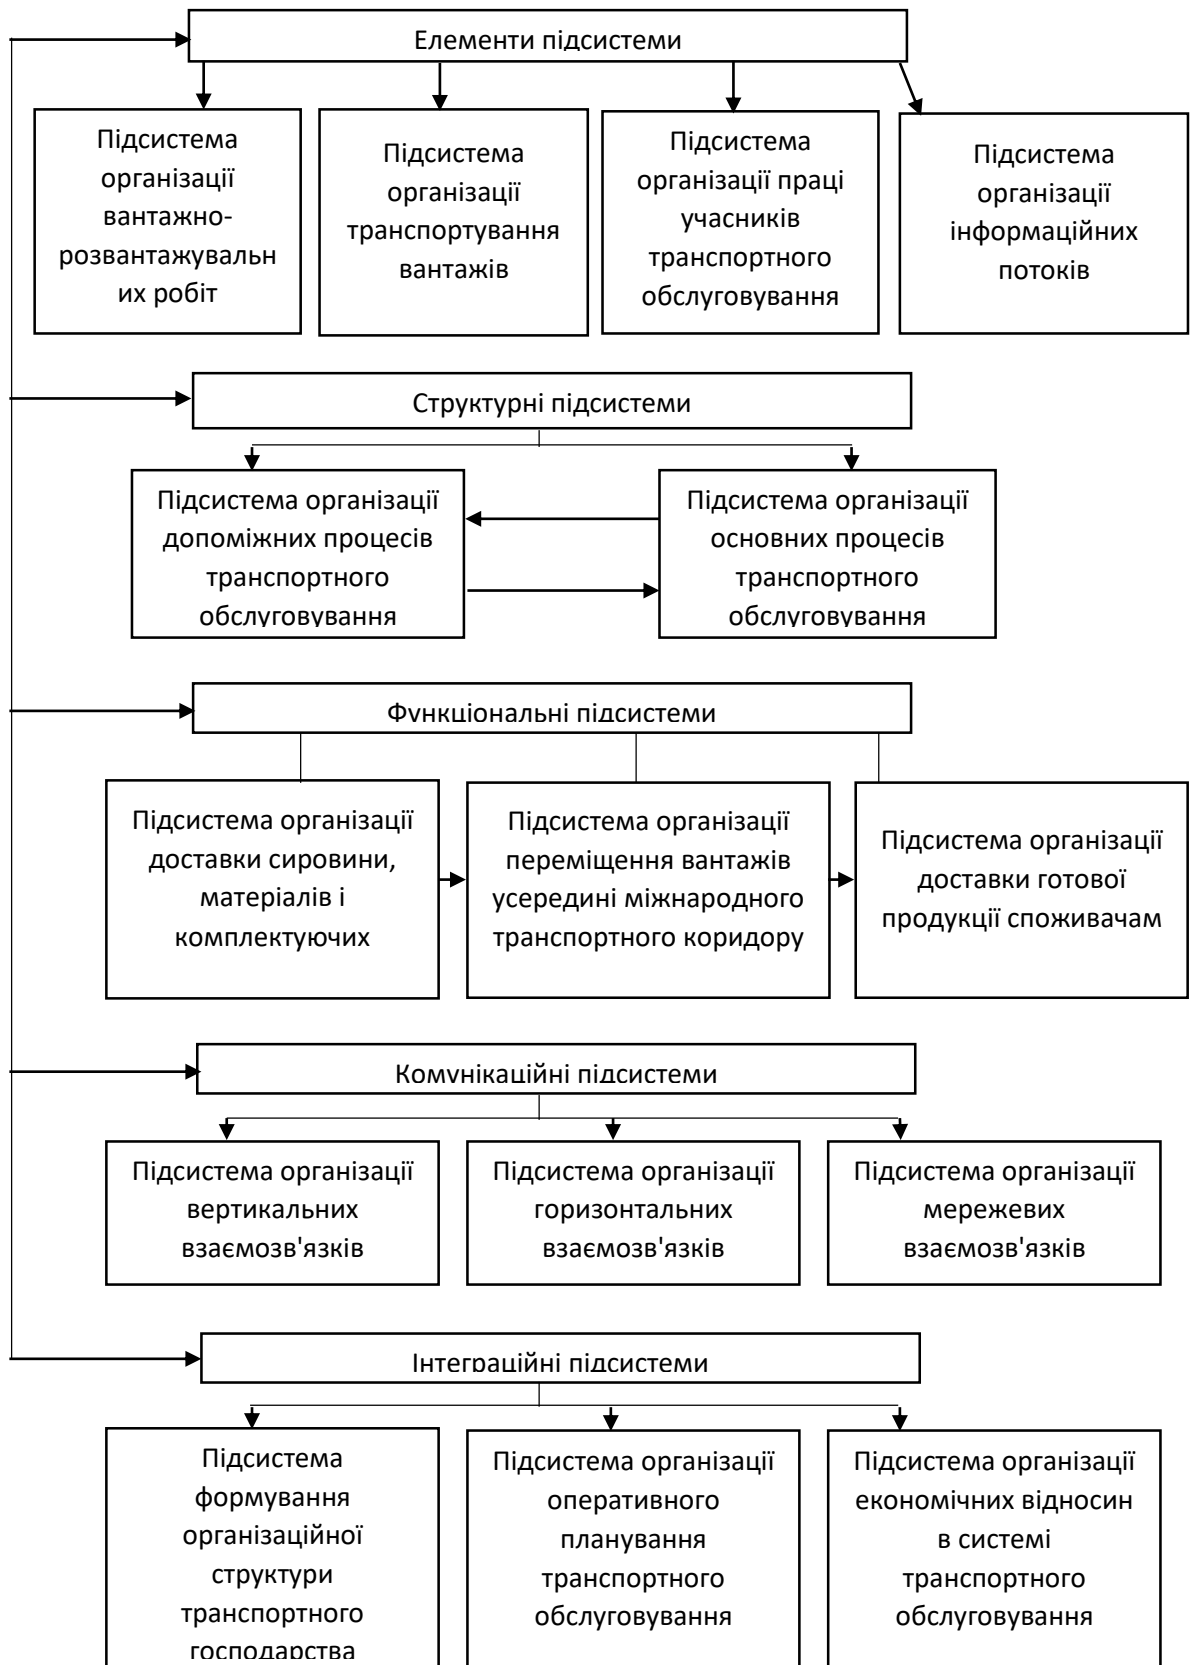 Елементи підсистеми
Підсистема
організації
вантажно-
розвантажувальн
их робіт
Підсистема
організації
транспортування
вантажів
Підсистема
організації праці
учасників
транспортного
обслуговування
Підсистема
організації
інформаційних
потоків
Структурні підсистеми
Підсистема організації
допоміжних процесів
транспортного
обслуговування
Підсистема організації
основних процесів
транспортного
обслуговування
Функціональні підсистеми
Підсистема організації
доставки сировини,
матеріалів і
комплектуючих
Підсистема організації
переміщення вантажів
усередині міжнародного
транспортного коридору
Підсистема організації
доставки готової
продукції споживачам
Комунікаційні підсистеми
Підсистема організації
вертикальних
взаємозв'язків
Підсистема організації
горизонтальних
взаємозв'язків
Підсистема організації
мережевих
взаємозв'язків
Інтеграційні підсистеми
Підсистема
формування
організаційної
структури
транспортного
господарства
Підсистема організації
оперативного
планування
транспортного
обслуговування
Підсистема організації
економічних відносин
в системі
транспортного
обслуговування